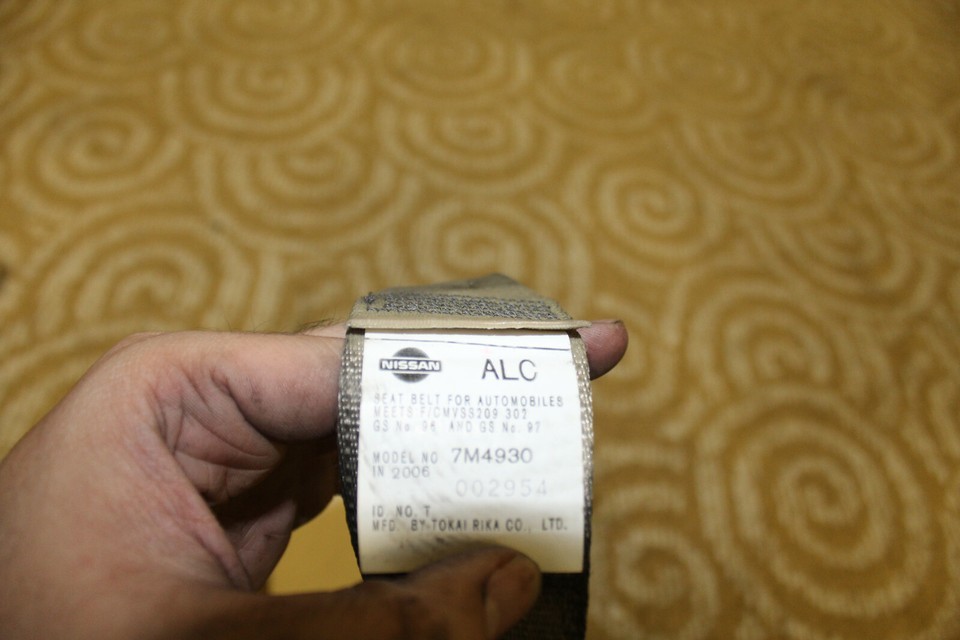 NISSAN ALC
SEAT BELT FOR AUTOMOBILES
MEETS F/CMVSS209 302
GS No. 96 AND GS No. 97
MODEL NO 7M4930
IN 2006
002954
ID. NO. T
MFD. BY TOKAI RIKA CO., LTD.